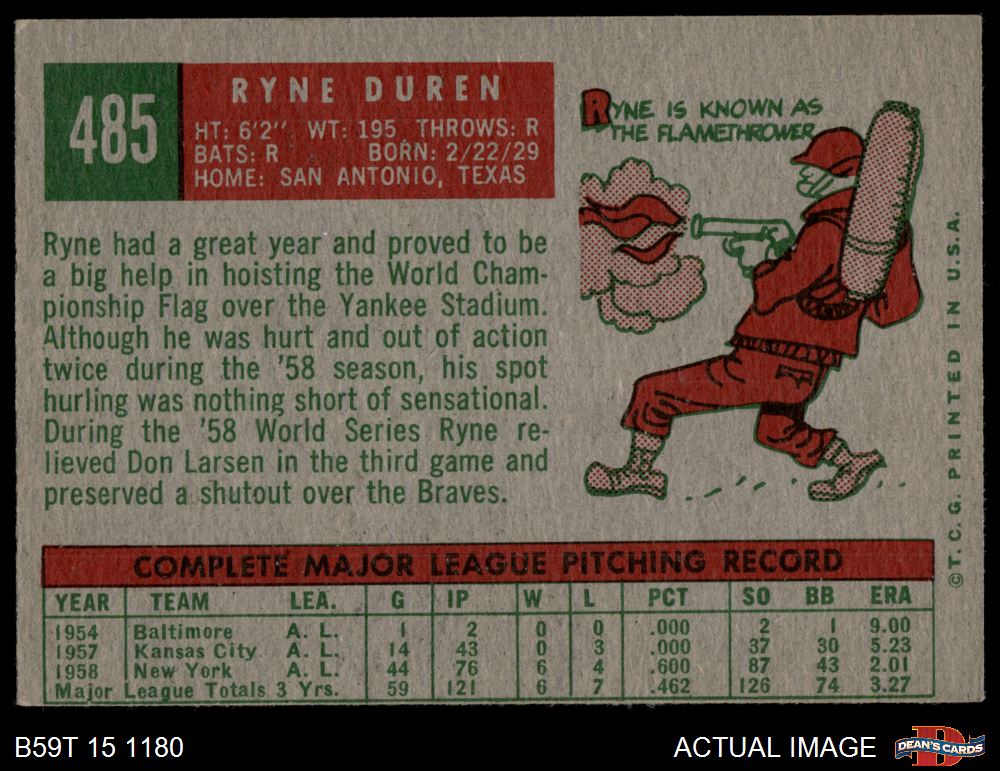 485
RYNE DUREN
HT: 6'2" WT: 195 THROWS: R
BATS: R BORN: 2/22/29
HOME: SAN ANTONIO, TEXAS
RYNE IS KNOWN AS
THE FLAMETHROWER
Ryne had a great year and proved to be
a big help in hoisting the World Cham-
pionship Flag over the Yankee Stadium.
Although he was hurt and out of action
twice during the '58 season, his spot
hurling was nothing short of sensational.
During the '58 World Series Ryne re-
lieved Don Larsen in the third game and
preserved a shutout over the Braves.
©T. C. G. PRINTED IN U.S.A.
COMPLETE MAJOR LEAGUE PITCHING RECORD
YEAR TEAM LEA. G IP W L PCT SO BB ERA
1954 Baltimore A. L. 1 2 0 0 .000 2 1 9.00
1957 Kansas City A. L. 14 43 0 3 .000 37 30 5.23
1958 New York A. L. 44 76 6 4 .600 87 43 2.01
Major League Totals 3 Yrs. 59 121 6 7 .462 126 74 3.27
B59T 15 1180
ACTUAL IMAGE
DEAN'S CARDS